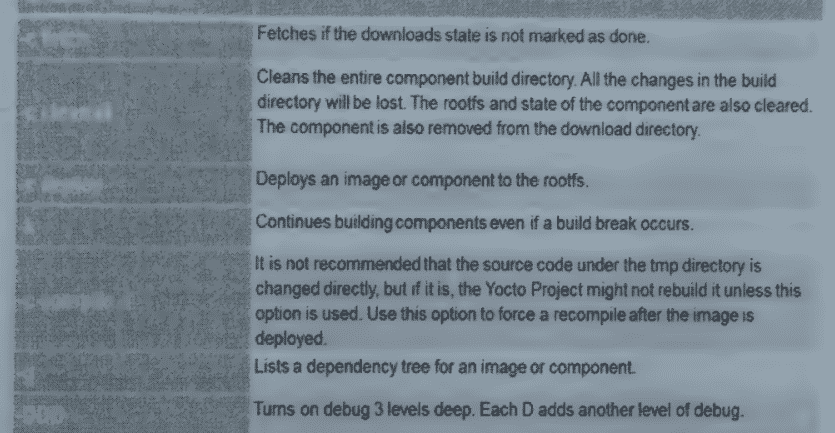 Fetches if the downloads state is not marked as done.
Cleans the entire component build directory. All the changes in the build
directory will be lost. The rootfs and state of the component are also cleared.
The component is also removed from the download directory.
Deploys an image or component to the rootfs.
Continues building components even if a build break occurs.
It is not recommended that the source code under the tmp directory is
changed directly, but if it is, the Yocto Project might not rebuild it unless this
option is used. Use this option to force a recompile after the image is
deployed.
Lists a dependency tree for an image or component.
Turns on debug 3 levels deep. Each D adds another level of debug.